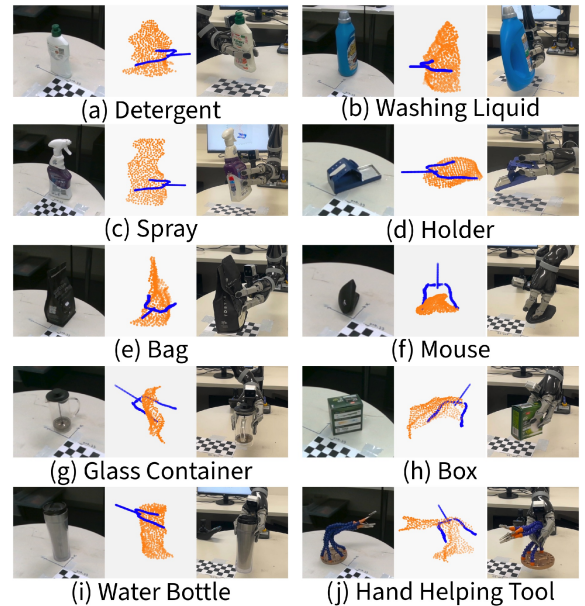 (a) Detergent
(b) Washing Liquid
(c) Spray
(d) Holder
(e) Bag
(f) Mouse
(g) Glass Container
(h) Box
(i) Water Bottle
(j) Hand Helping Tool